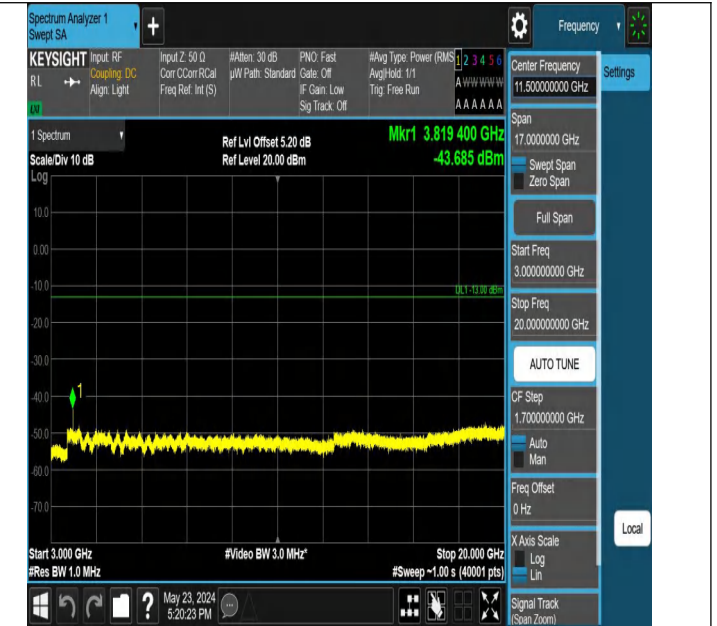 Spectrum Analyzer 1
Swept SA
+
Frequency
KEYSIGHT
RL
LXI
Input: RF
Coupling: DC
Align: Light
Input Z: 50 Ω
Corr CCorr RCal
Freq Ref: Int (S)
#Atten: 30 dB
µW Path: Standard
PNO: Fast
Gate: Off
IF Gain: Low
Sig Track: Off
#Avg Type: Power (RMS
Avg|Hold: 1/1
Trig: Free Run
1 2 3 4 5 6
A W W W W W
A A A A A A
1 Spectrum
Scale/Div 10 dB
Log
Ref Lvl Offset 5.20 dB
Ref Level 20.00 dBm
Mkr1 3.819 400 GHz
-43.685 dBm
10.0
0.00
-10.0
DL1 -13.00 dBm
-20.0
-30.0
-40.0
1
-50.0
-60.0
-70.0
Start 3.000 GHz
#Res BW 1.0 MHz
#Video BW 3.0 MHz*
Stop 20.000 GHz
#Sweep ~1.00 s (40001 pts)
?
May 23, 2024
5:20:23 PM
Center Frequency
11.500000000 GHz
Settings
Span
17.0000000 GHz
Swept Span
Zero Span
Full Span
Start Freq
3.000000000 GHz
Stop Freq
20.000000000 GHz
AUTO TUNE
CF Step
1.700000000 GHz
Auto
Man
Freq Offset
0 Hz
Local
X Axis Scale
Log
Lin
Signal Track
(Span Zoom)